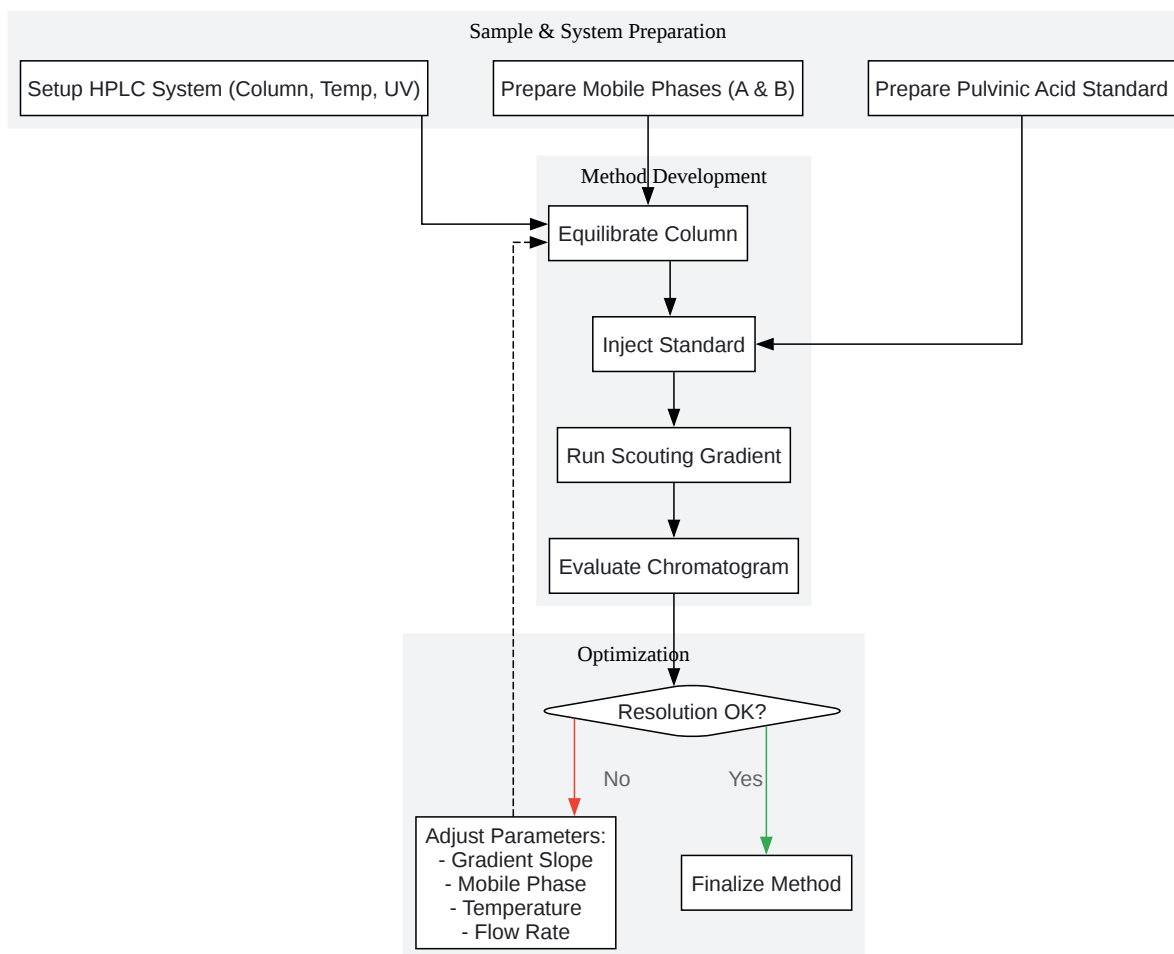 Sample & System Preparation
Setup HPLC System (Column, Temp, UV)
Prepare Mobile Phases (A & B)
Prepare Pulvinic Acid Standard
Method Development
Equilibrate Column
Inject Standard
Run Scouting Gradient
Evaluate Chromatogram
Optimization
Resolution OK?
No
Yes
Adjust Parameters:
- Gradient Slope
- Mobile Phase
- Temperature
- Flow Rate
Finalize Method